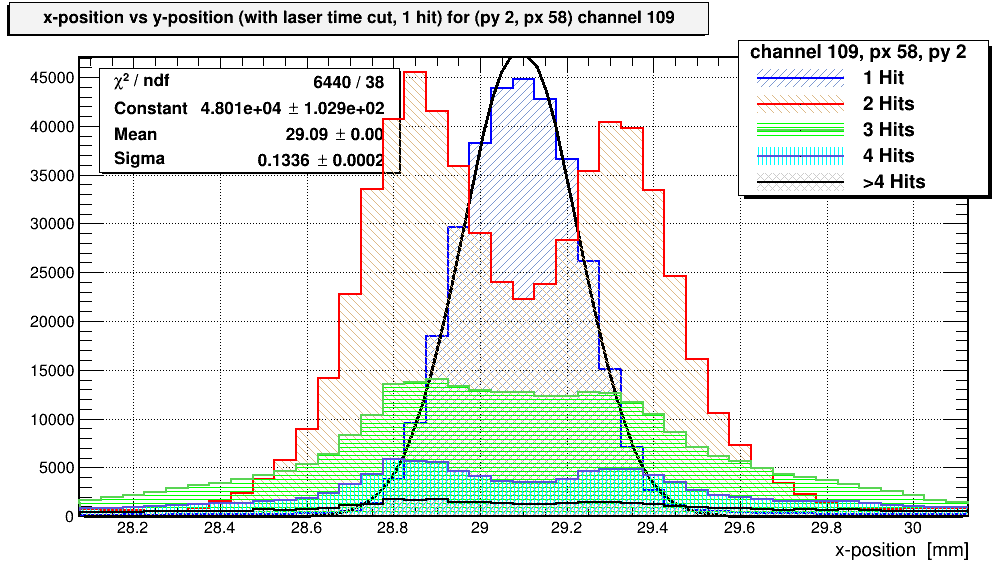 x-position vs y-position (with laser time cut, 1 hit) for (py 2, px 58) channel 109
channel 109, px 58, py 2
1 Hit
2 Hits
3 Hits
4 Hits
>4 Hits
χ² / ndf 6440 / 38
Constant 4.801e+04 ± 1.029e+02
Mean 29.09 ± 0.00
Sigma 0.1336 ± 0.0002
45000
40000
35000
30000
25000
20000
15000
10000
5000
0
28.2 28.4 28.6 28.8 29 29.2 29.4 29.6 29.8 30
x-position [mm]